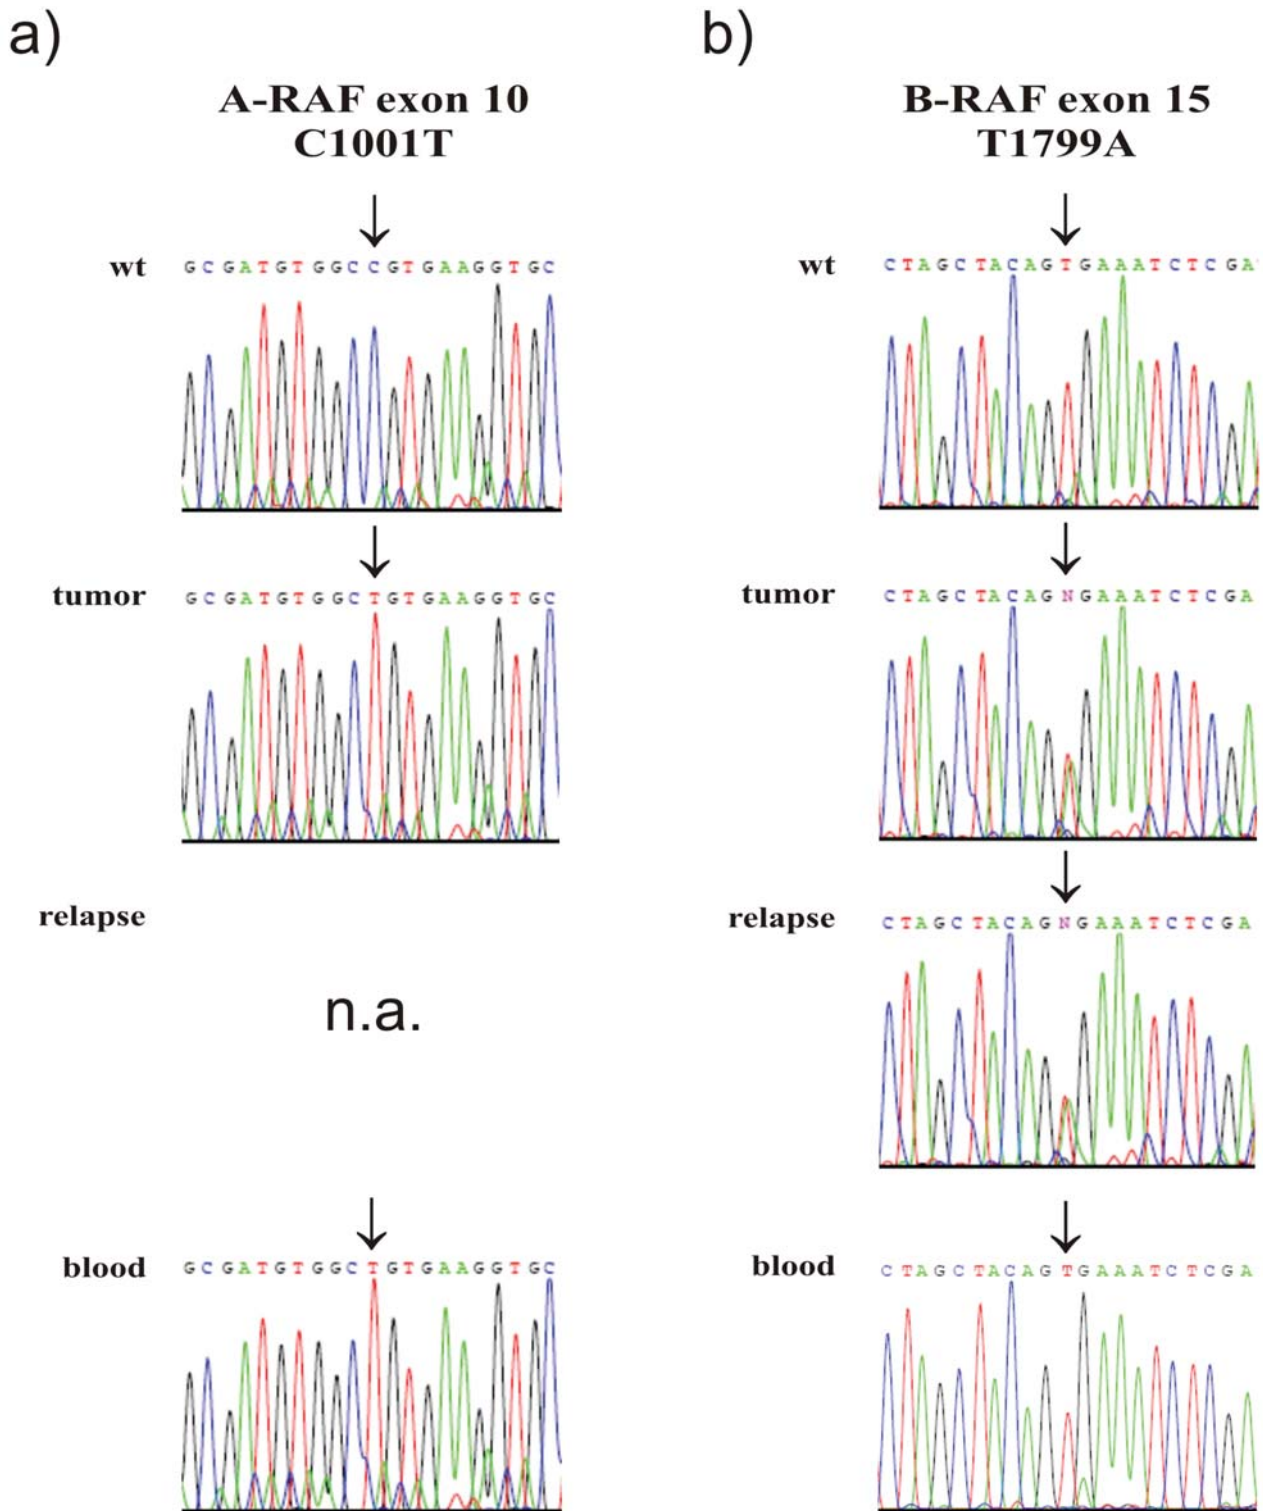 a)
A-RAF exon 10
C1001T
wt
GCGATGTGGCCGTGAAGGTGC
tumor
GCGATGTGGCTGTGAAGGTGC
relapse
n.a.
blood
GCGATGTGGCTGTGAAGGTGC
b)
B-RAF exon 15
T1799A
wt
CTAGCTACAGTGAAATCTCGA
tumor
CTAGCTACAGNGAAATCTCGA
relapse
CTAGCTACAGNGAAATCTCGA
blood
CTAGCTACAGTGAAATCTCGA